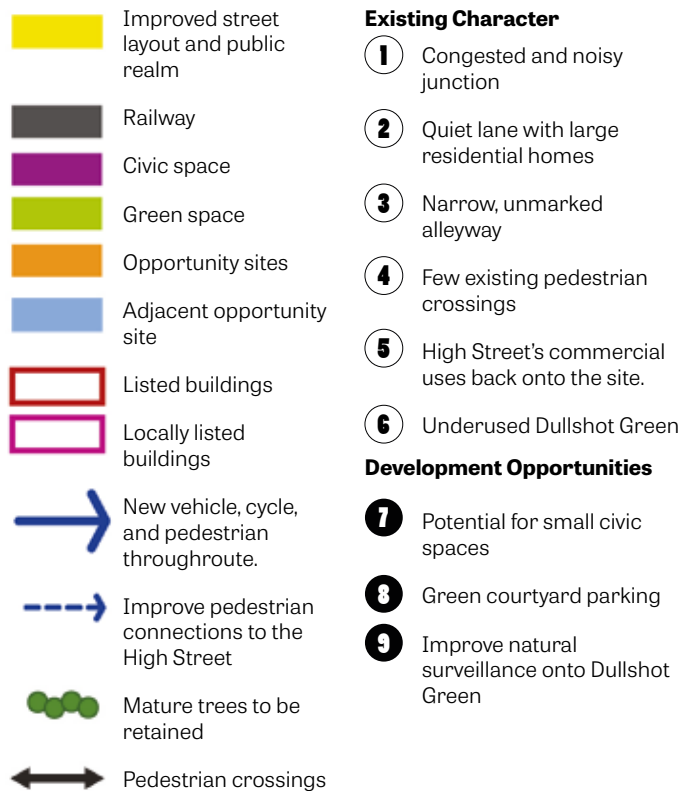 Improved street
layout and public
realm
Railway
Civic space
Green space
Opportunity sites
Adjacent opportunity
site
Listed buildings
Locally listed
buildings
New vehicle, cycle,
and pedestrian
throughroute.
Improve pedestrian
connections to the
High Street
Mature trees to be
retained
Pedestrian crossings
Existing Character
1 Congested and noisy
junction
2 Quiet lane with large
residential homes
3 Narrow, unmarked
alleyway
4 Few existing pedestrian
crossings
5 High Street's commercial
uses back onto the site.
6 Underused Dullshot Green
Development Opportunities
7 Potential for small civic
spaces
8 Green courtyard parking
9 Improve natural
surveillance onto Dullshot
Green